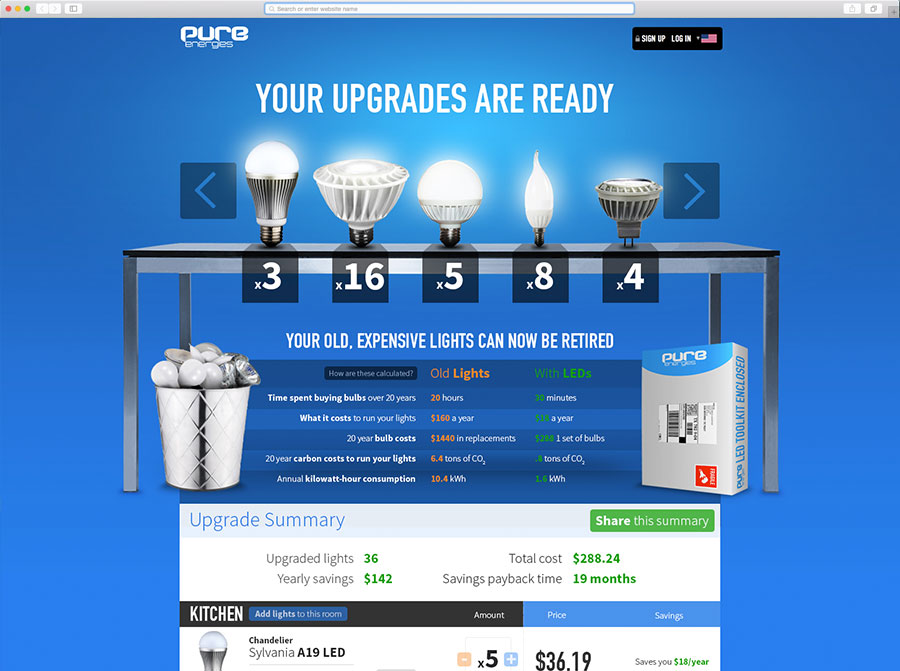 Search or enter website name
PURE
energies
SIGN UP LOG IN
YOUR UPGRADES ARE READY
x3
x16
x5
x8
x4
YOUR OLD, EXPENSIVE LIGHTS CAN NOW BE RETIRED
How are these calculated? Old Lights With LEDs
Time spent buying bulbs over 20 years 20 hours 30 minutes
What it costs to run your lights $160 a year a year
20 year bulb costs $1440 in replacements $288 1 set of bulbs
20 year carbon costs to run your lights 6.4 tons of CO2 tons of CO2
Annual kilowatt-hour consumption 10.4 kWh 1.6 kWh
PURE
energies
PURE energies LED TOOLKIT ENCLOSED
FRAGILE
Upgrade Summary Share this summary
Upgraded lights 36 Total cost $288.24
Yearly savings $142 Savings payback time 19 months
KITCHEN Add lights to this room Amount Price Savings
Chandelier
Sylvania A19 LED
x5 $36.19 Saves you $18/year